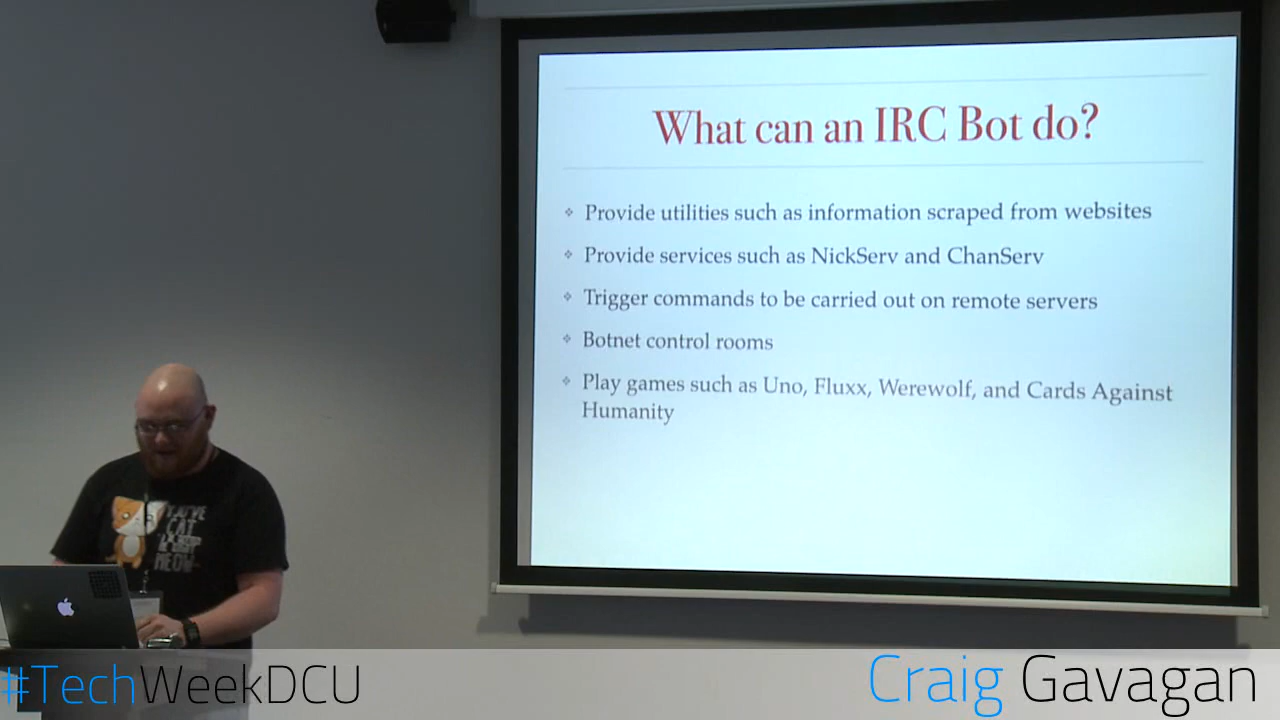 What can an IRC Bot do?
Provide utilities such as information scraped from websites
Provide services such as NickServ and ChanServ
Trigger commands to be carried out on remote servers
Botnet control rooms
Play games such as Uno, Fluxx, Werewolf, and Cards Against
Humanity
CAT
MEOW
#TechWeekDCU
Craig Gavagan